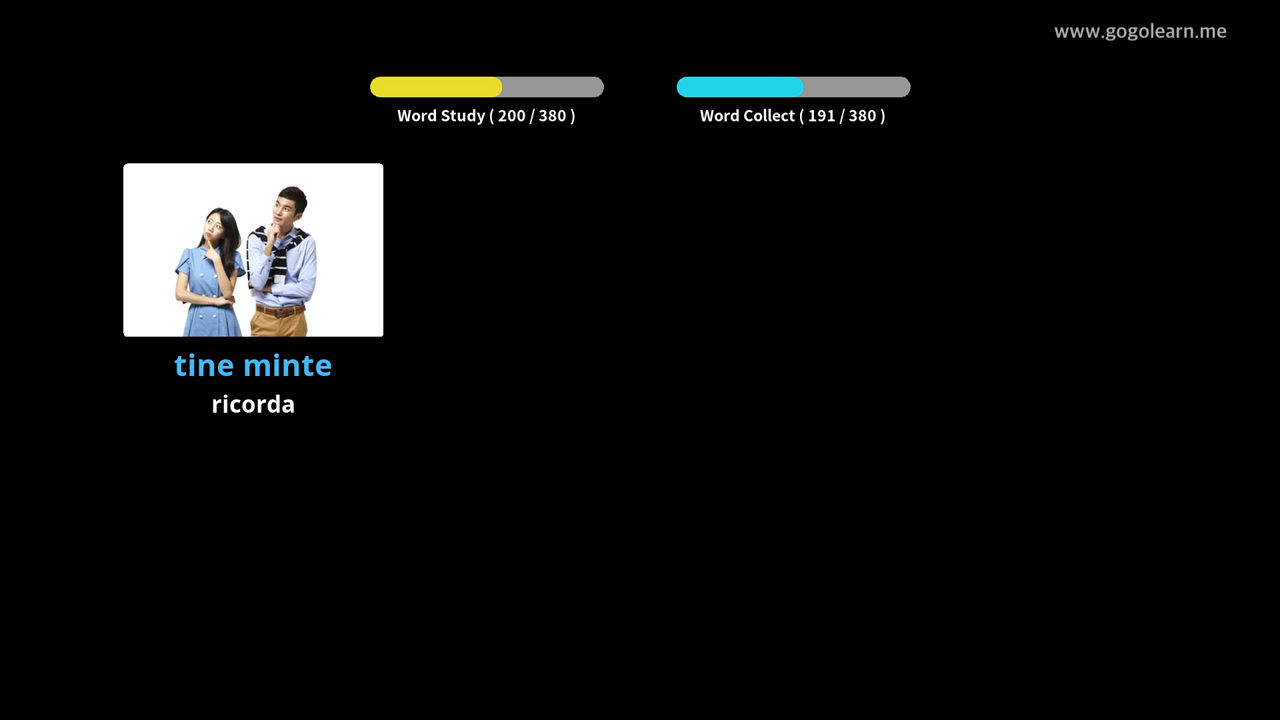 www.gogolearn.me
Word Study ( 200 / 380 )
Word Collect ( 191 / 380 )
tine minte
ricorda